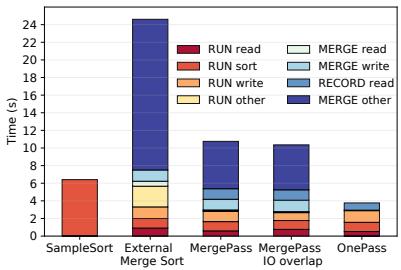 24
22
20
18
16
14
12
10
8
6
4
2
0
Time (s)
RUN read
RUN sort
RUN write
RUN other
MERGE read
MERGE write
RECORD read
MERGE other
SampleSort
External
Merge Sort
MergePass
MergePass
IO overlap
OnePass